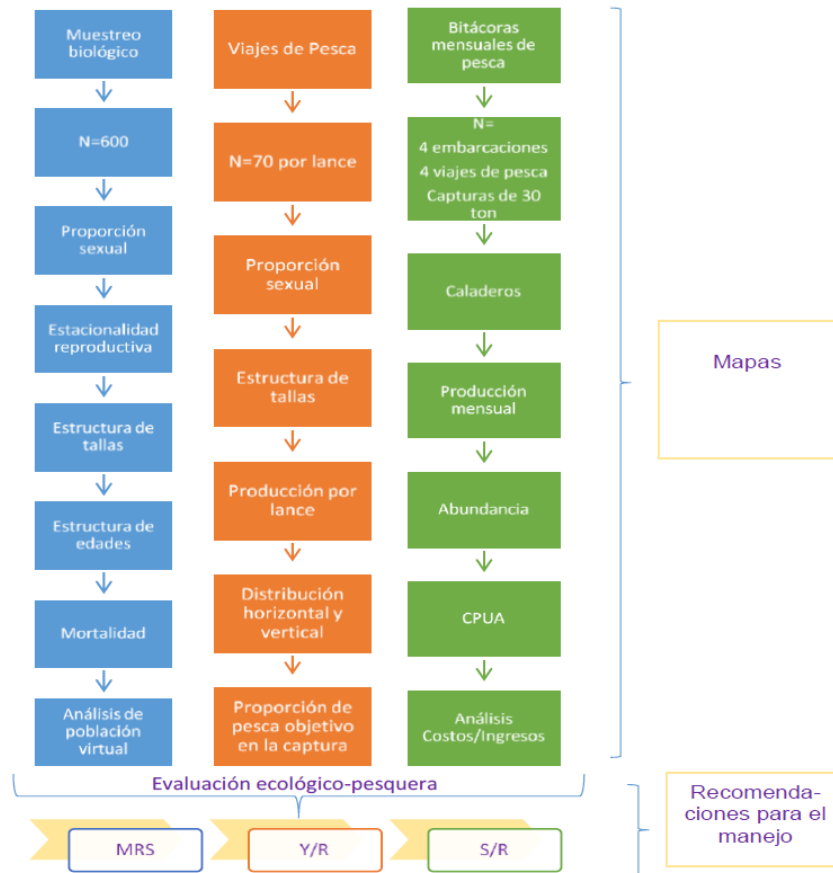 Muestreo
biológico
N=600
Proporción
sexual
Estacionalidad
reproductiva
Estructura de
tallas
Estructura de
edades
Mortalidad
Análisis de
población
virtual
Viajes de Pesca
N=70 por lance
Proporción
sexual
Estructura de
tallas
Producción por
lance
Distribución
horizontal y
vertical
Proporción de
pesca objetivo
en la captura
Bitácoras
mensuales de
pesca
N=
4 embarcaciones
4 viajes de pesca
Capturas de 30
ton
Caladeros
Producción
mensual
Abundancia
CPUA
Análisis
Costos/Ingresos
Mapas
Evaluación ecológico-pesquera
MRS
Y/R
S/R
Recomenda-
ciones para el
manejo